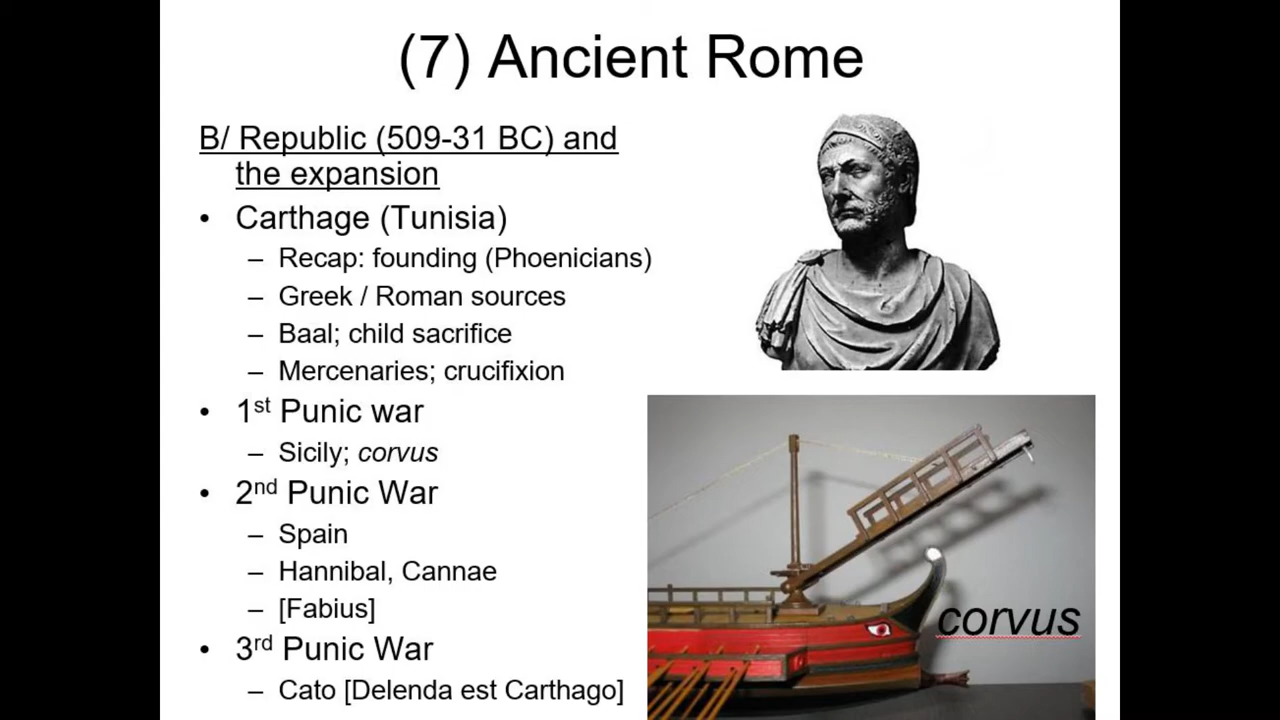 (7) Ancient Rome
B/ Republic (509-31 BC) and
the expansion
• Carthage (Tunisia)
– Recap: founding (Phoenicians)
– Greek / Roman sources
– Baal; child sacrifice
– Mercenaries; crucifixion
• 1st Punic war
– Sicily; corvus
• 2nd Punic War
– Spain
– Hannibal, Cannae
– [Fabius]
• 3rd Punic War
– Cato [Delenda est Carthago]
corvus